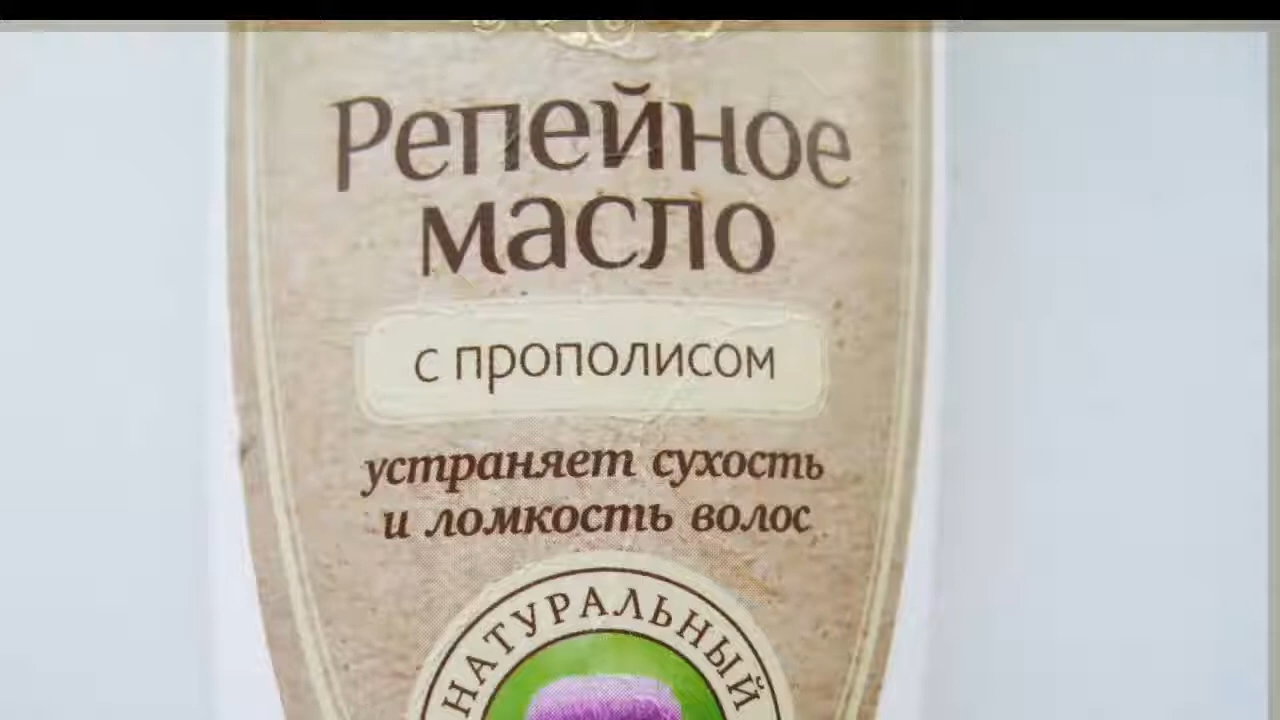 Репейное
масло
с прополисом
устраняет сухость
и ломкость волос
НАТУРАЛЬНЫЙ